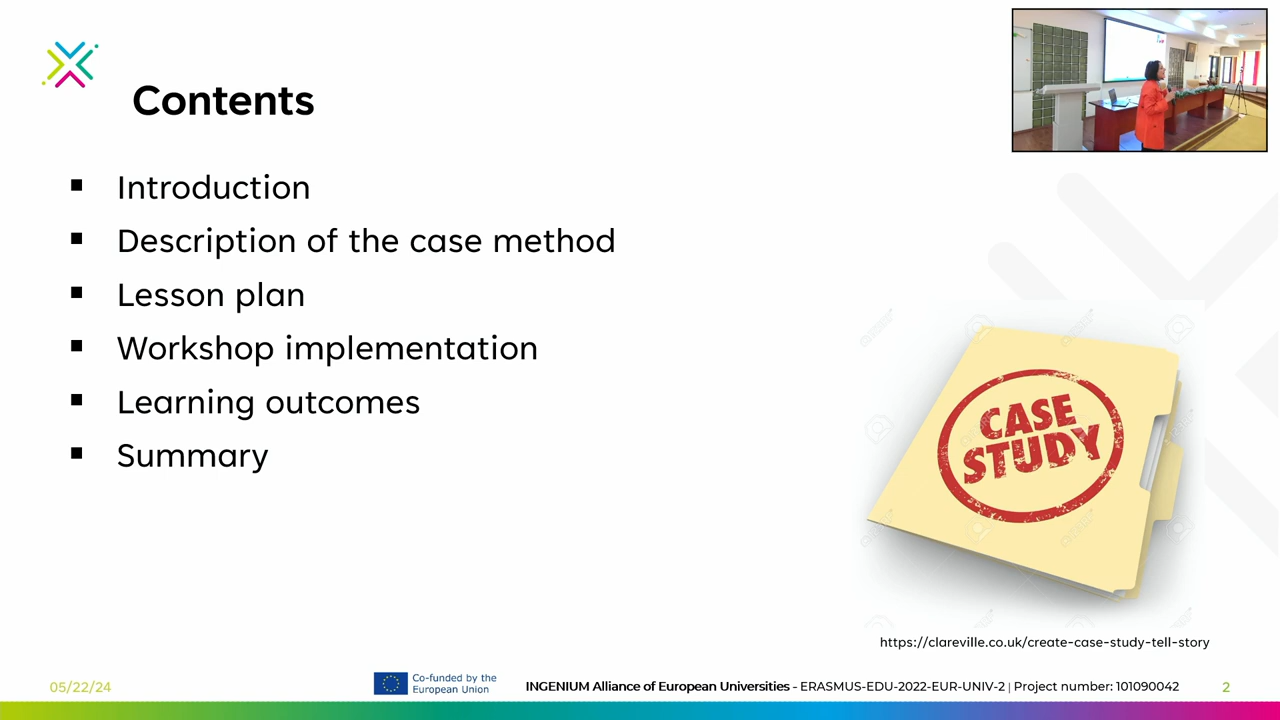 Contents
▪ Introduction
▪ Description of the case method
▪ Lesson plan
▪ Workshop implementation
▪ Learning outcomes
▪ Summary
CASE
STUDY
https://clareville.co.uk/create-case-study-tell-story
05/22/24
Co-funded by the
European Union
INGENIUM Alliance of European Universities - ERASMUS-EDU-2022-EUR-UNIV-2 | Project number: 101090042
2